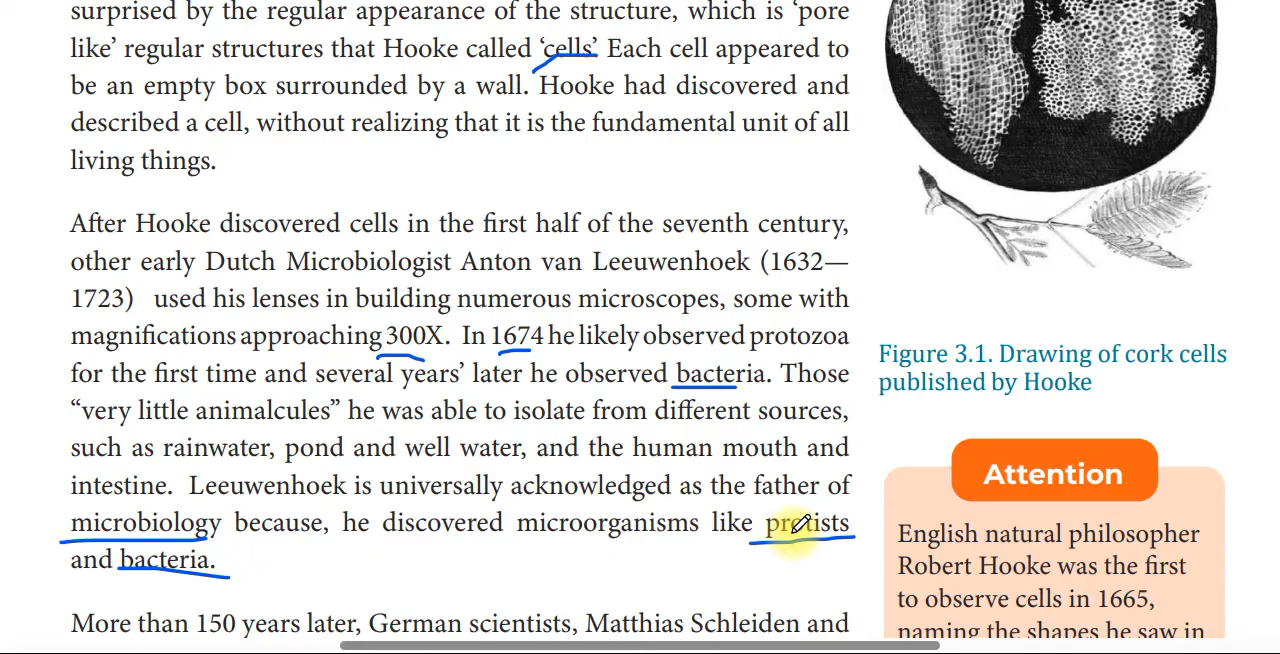 surprised by the regular appearance of the structure, which is ‘pore
like’ regular structures that Hooke called ‘cells’. Each cell appeared to
be an empty box surrounded by a wall. Hooke had discovered and
described a cell, without realizing that it is the fundamental unit of all
living things.
After Hooke discovered cells in the first half of the seventh century,
other early Dutch Microbiologist Anton van Leeuwenhoek (1632—
1723) used his lenses in building numerous microscopes, some with
magnifications approaching 300X. In 1674 he likely observed protozoa
for the first time and several years’ later he observed bacteria. Those
“very little animalcules” he was able to isolate from different sources,
such as rainwater, pond and well water, and the human mouth and
intestine. Leeuwenhoek is universally acknowledged as the father of
microbiology because, he discovered microorganisms like protists
and bacteria.
More than 150 years later, German scientists, Matthias Schleiden and
Figure 3.1. Drawing of cork cells
published by Hooke
Attention
English natural philosopher
Robert Hooke was the first
to observe cells in 1665,
naming the shapes he saw in